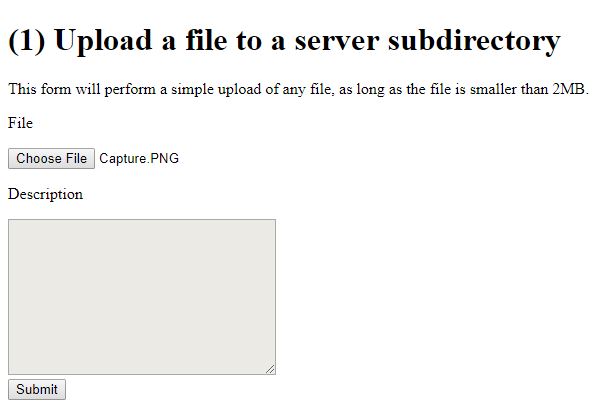 (1) Upload a file to a server subdirectory
This form will perform a simple upload of any file, as long as the file is smaller than 2MB.
File
Choose File Capture.PNG
Description
Submit